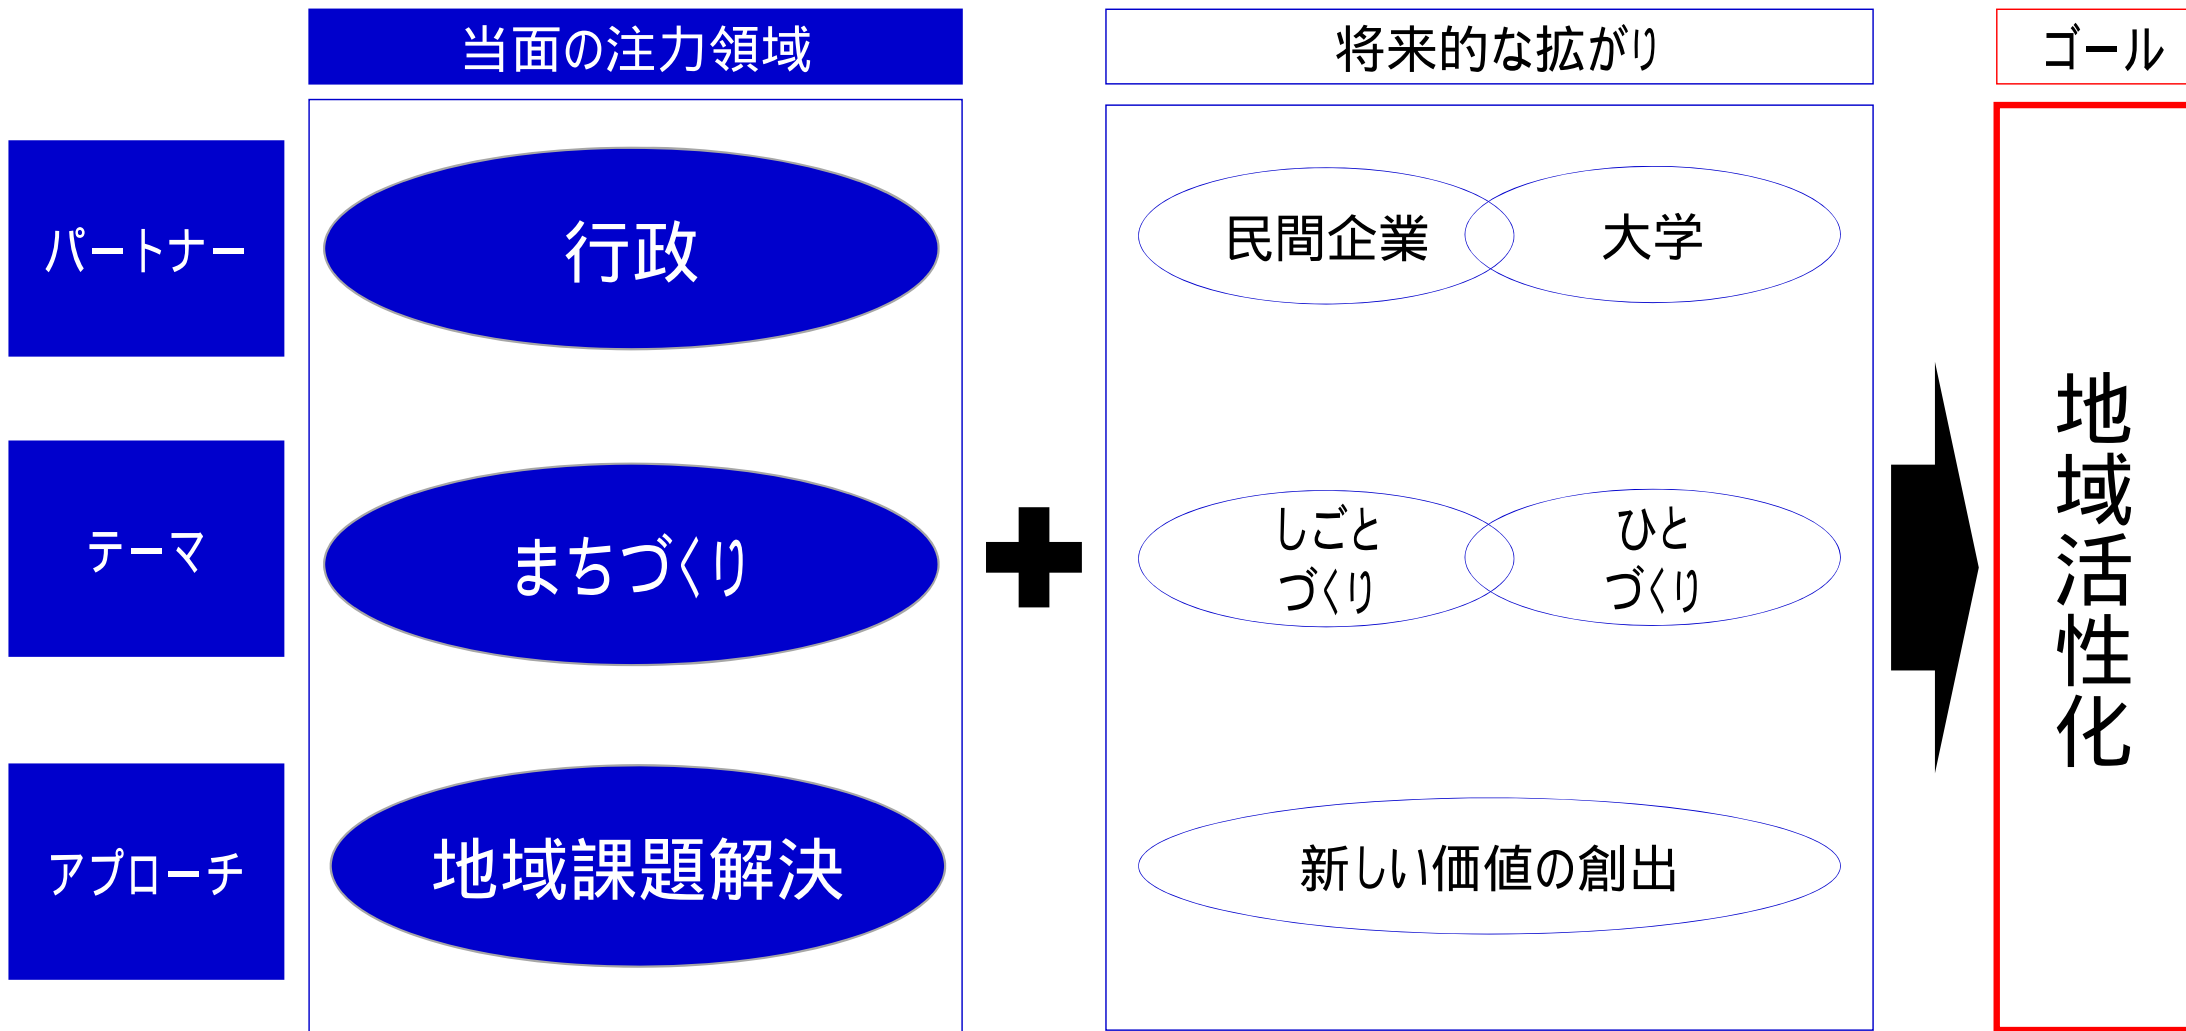 当面の注力領域
将来的な拡がり
ゴール
パートナー
行政
民間企業
大学
テーマ
まちづくり
しごと
づくり
ひと
づくり
アプローチ
地域課題解決
新しい価値の創出
地域活性化